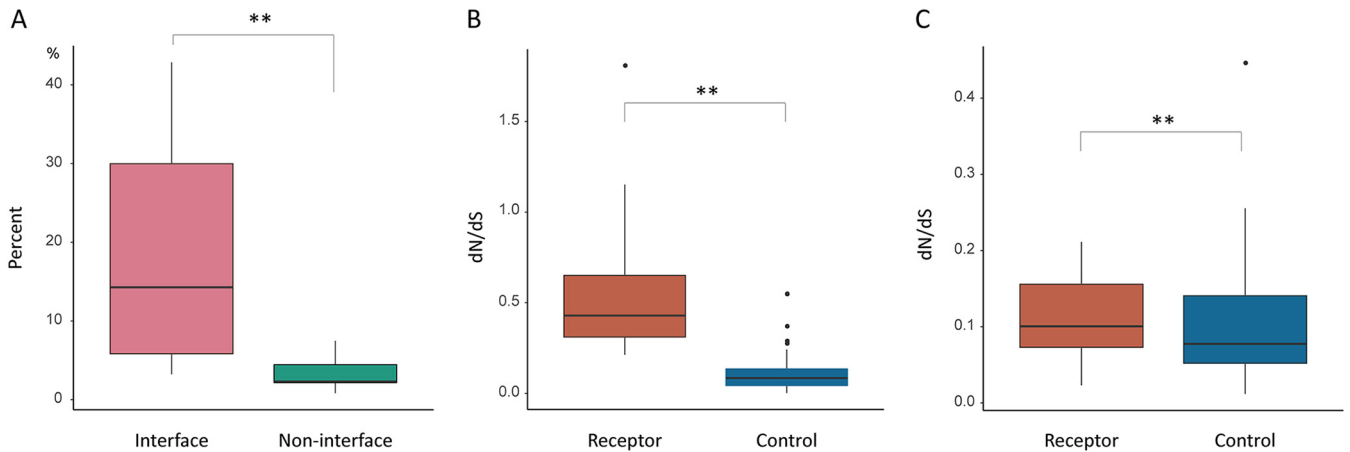 A
**
%
40
30
20
10
0
Percent
Interface
Non-interface
B
**
1.5
1.0
0.5
0.0
dN/dS
Receptor
Control
C
**
0.4
0.3
0.2
0.1
0.0
dN/dS
Receptor
Control